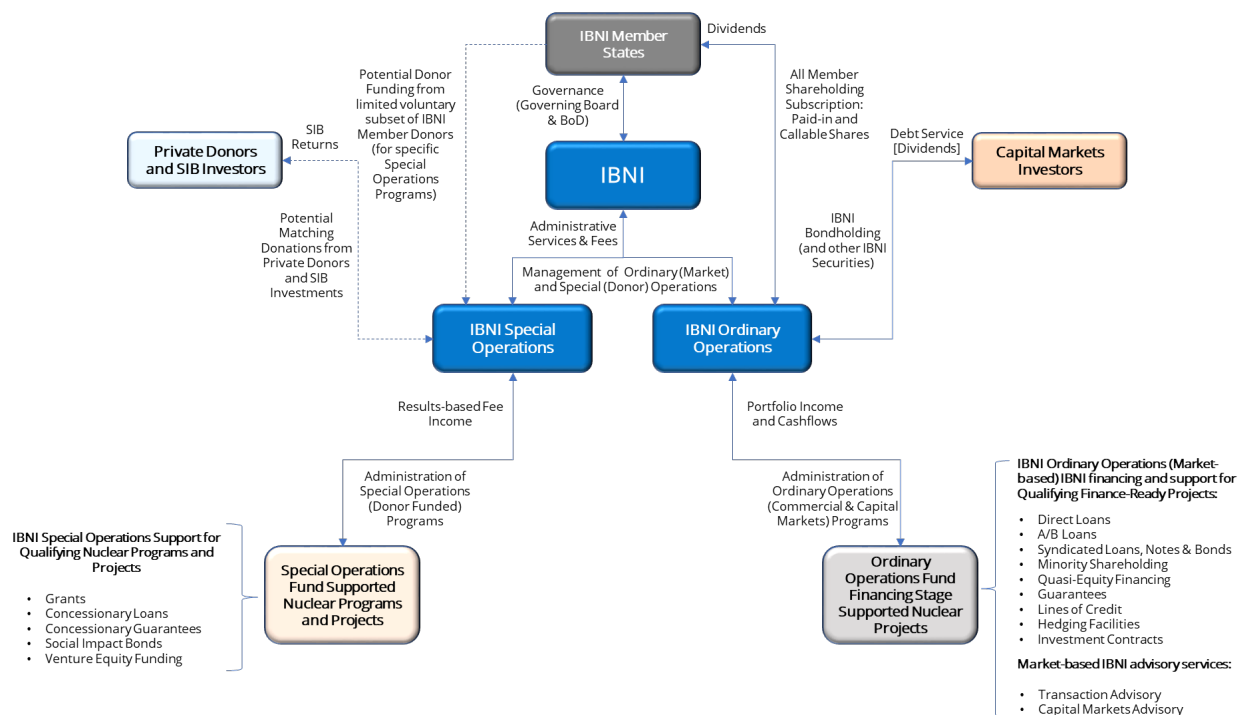 IBNI Member
States
Dividends
Potential Donor
Funding from
limited voluntary
subset of IBNI
Member Donors
(for specific
Special
Operations
Programs)
Governance
(Governing Board
& BoD)
All Member
Shareholding
Subscription:
Paid-in and
Callable Shares
SIB
Returns
Private Donors
and SIB Investors
IBNI
Debt Service
[Dividends]
Capital Markets
Investors
Potential
Matching
Donations from
Private Donors
and SIB
Investments
Administrative
Services & Fees
IBNI
Bondholding
(and other IBNI
Securities)
Management of Ordinary (Market)
and Special (Donor) Operations
IBNI Special
Operations
IBNI Ordinary
Operations
Results-based Fee
Income
Portfolio Income
and Cashflows
Administration of
Special Operations
(Donor Funded)
Programs
Administration of
Ordinary Operations
(Commercial & Capital
Markets) Programs
IBNI Special Operations Support for
Qualifying Nuclear Programs and
Projects
• Grants
• Concessionary Loans
• Concessionary Guarantees
• Social Impact Bonds
• Venture Equity Funding
Special Operations
Fund Supported
Nuclear Programs
and Projects
Ordinary
Operations Fund
Financing Stage
Supported Nuclear
Projects
IBNI Ordinary Operations (Market-
based) IBNI financing and support for
Qualifying Finance-Ready Projects:
• Direct Loans
• A/B Loans
• Syndicated Loans, Notes & Bonds
• Minority Shareholding
• Quasi-Equity Financing
• Guarantees
• Lines of Credit
• Hedging Facilities
• Investment Contracts
Market-based IBNI advisory services:
• Transaction Advisory
• Capital Markets Advisory